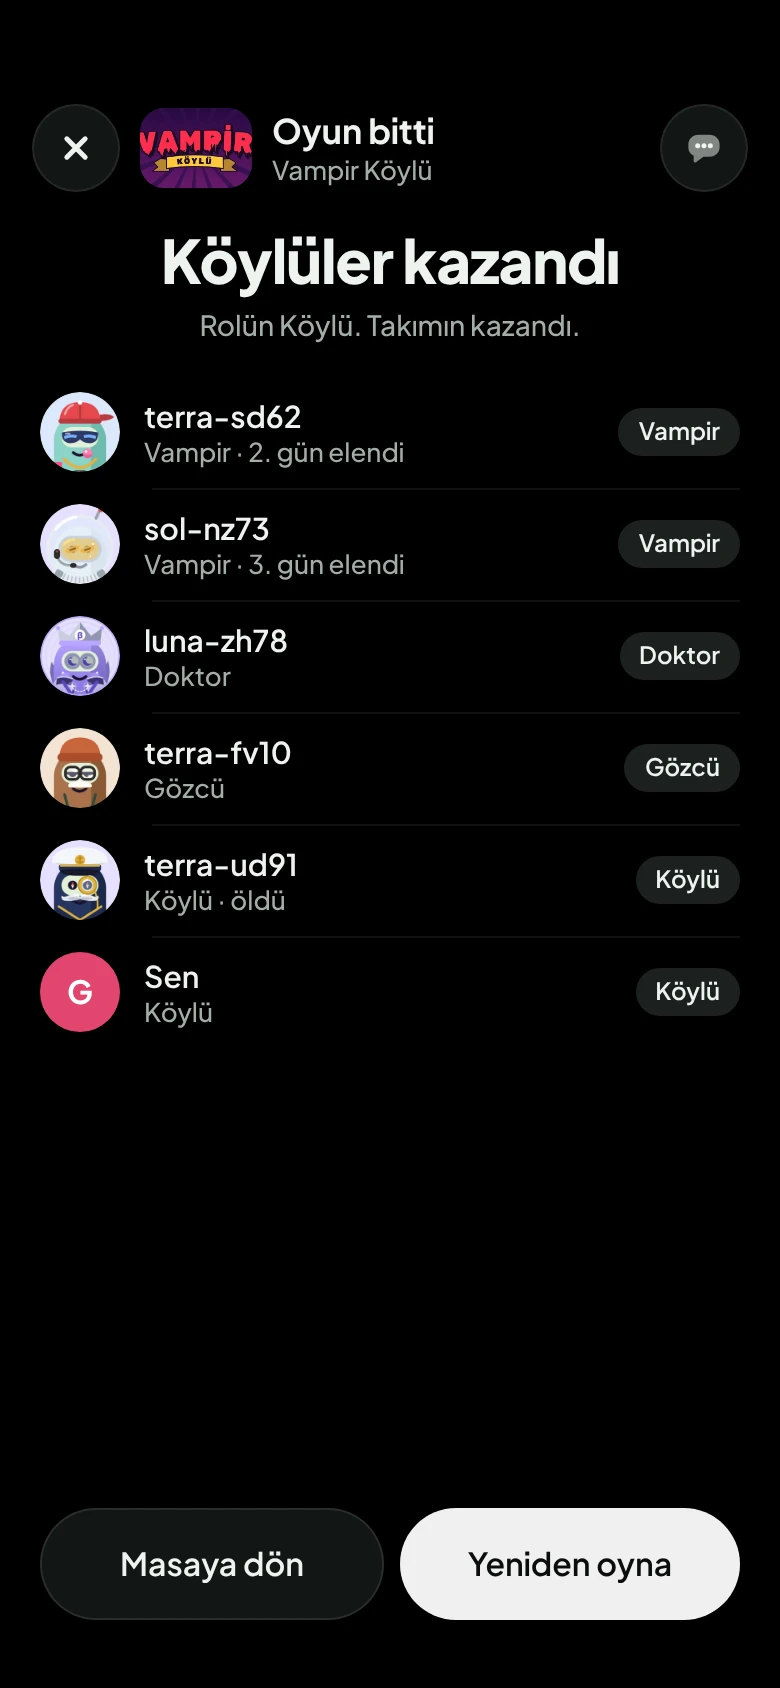 VAMPİR
KÖYLÜ
Oyun bitti
Vampir Köylü
Köylüler kazandı
Rolün Köylü. Takımın kazandı.
terra-sd62
Vampir · 2. gün elendi
Vampir
sol-nz73
Vampir · 3. gün elendi
Vampir
luna-zh78
Doktor
Doktor
terra-fv10
Gözcü
Gözcü
terra-ud91
Köylü · öldü
Köylü
G
Sen
Köylü
Köylü
Masaya dön
Yeniden oyna